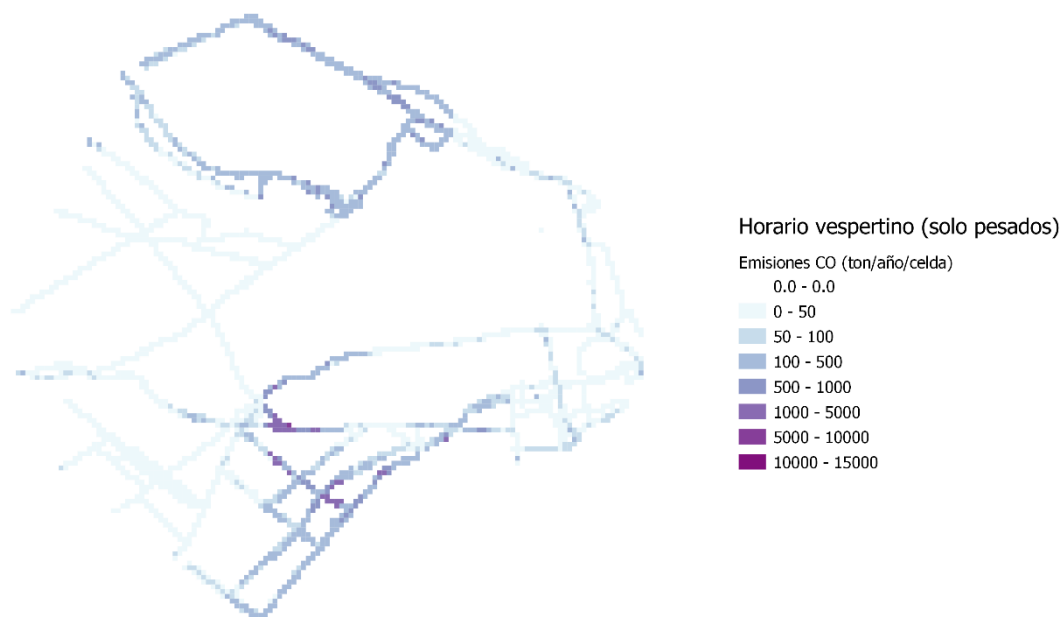 Horario vespertino (solo pesados)
Emisiones CO (ton/año/celda)
0.0 - 0.0
0 - 50
50 - 100
100 - 500
500 - 1000
1000 - 5000
5000 - 10000
10000 - 15000